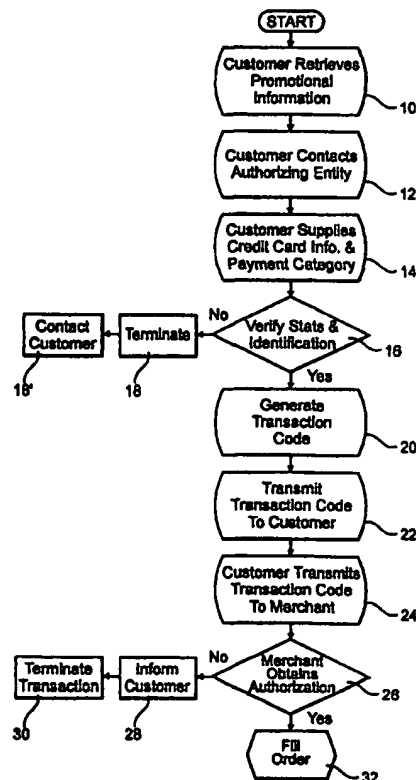 START
Customer Retrieves
Promotional
Information
10
Customer Contacts
Authorizing Entity
12
Customer Supplies
Credit Card Info. &
Payment Category
14
No
Verify Stats &
Identification
16
Contact
Customer
18'
Terminate
18
Yes
Generate
Transaction
Code
20
Transmit
Transaction Code
To Customer
22
Customer Transmits
Transaction Code
To Merchant
24
No
Merchant
Obtains
Authorization
26
Terminate
Transaction
30
Inform
Customer
28
Yes
Fill
Order
32